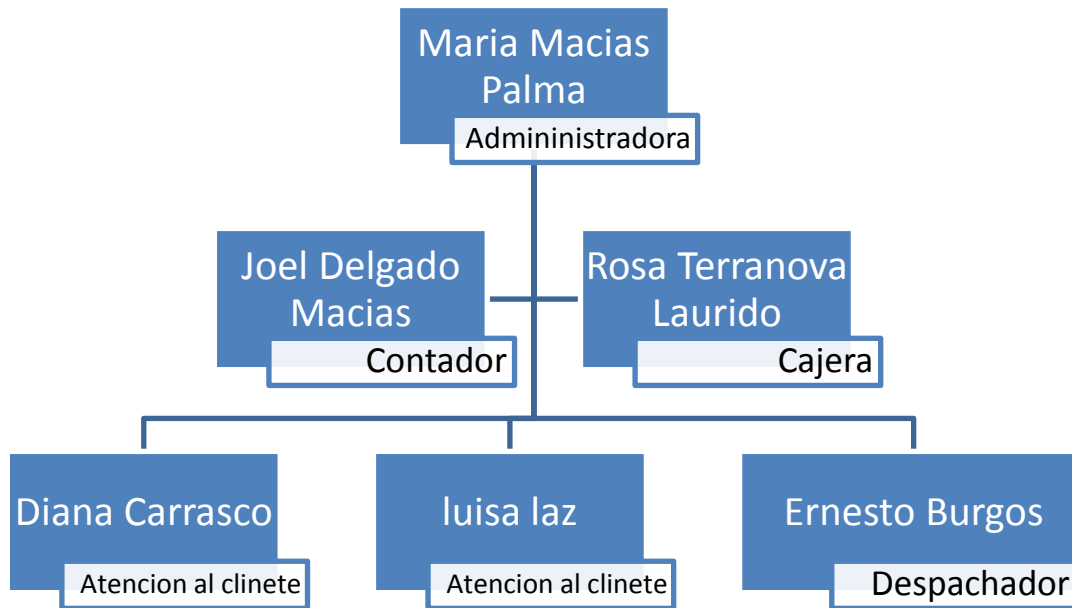 Maria Macias
Palma
Admininistradora
Joel Delgado
Macias
Contador
Rosa Terranova
Laurido
Cajera
Diana Carrasco
Atencion al clinete
luisa laz
Atencion al clinete
Ernesto Burgos
Despachador